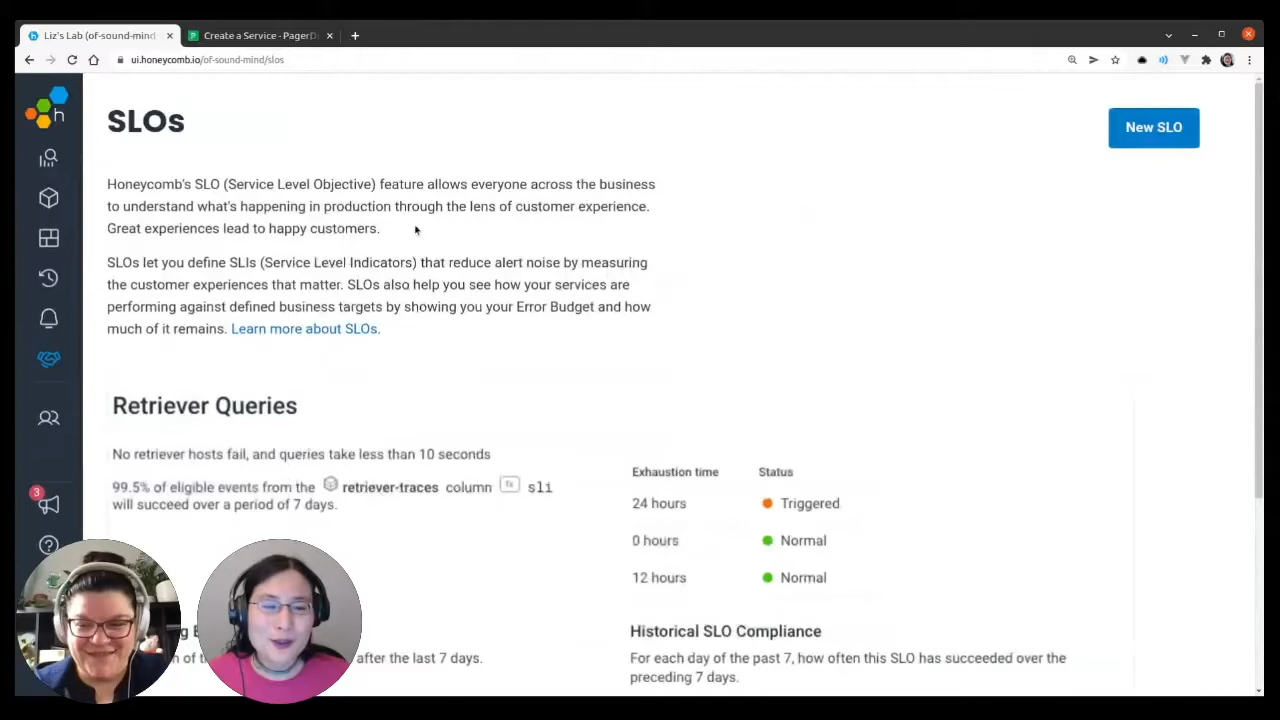 Liz's Lab (of-sound-mind
Create a Service - PagerD
ui.honeycomb.io/of-sound-mind/slos
h
SLOs
New SLO
Honeycomb's SLO (Service Level Objective) feature allows everyone across the business
to understand what's happening in production through the lens of customer experience.
Great experiences lead to happy customers.
SLOs let you define SLIs (Service Level Indicators) that reduce alert noise by measuring
the customer experiences that matter. SLOs also help you see how your services are
performing against defined business targets by showing you your Error Budget and how
much of it remains. Learn more about SLOs.
Retriever Queries
No retriever hosts fail, and queries take less than 10 seconds
99.5% of eligible events from the retriever-traces column fx sli
will succeed over a period of 7 days.
Exhaustion time Status
24 hours Triggered
0 hours Normal
12 hours Normal
3
Historical SLO Compliance
after the last 7 days.
For each day of the past 7, how often this SLO has succeeded over the
preceding 7 days.